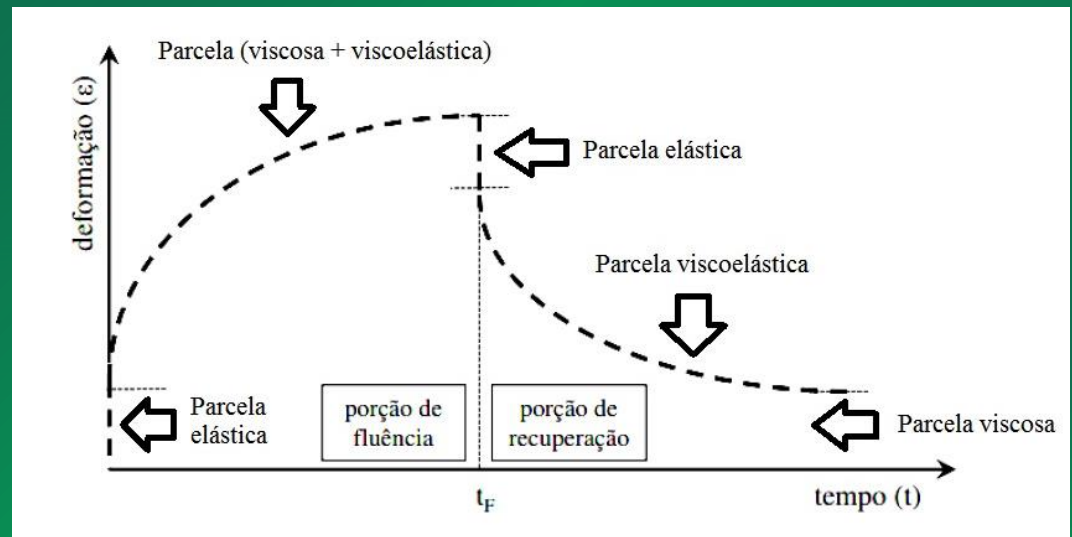 Parcela (viscosa + viscoelástica)
deformação (ε)
Parcela elástica
Parcela viscoelástica
Parcela
elástica
porção de
fluência
porção de
recuperação
Parcela viscosa
t_F
tempo (t)